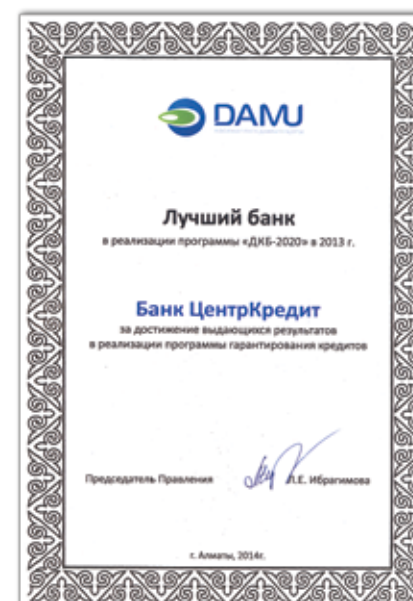 DAMU
Лучший банк
в реализации программы «ДКБ-2020» в 2013 г.
Банк ЦентрКредит
за достижение выдающихся результатов
в реализации программы гарантирования кредитов
Председатель Правления Л.Е. Ибрагимова
г. Алматы, 2014г.